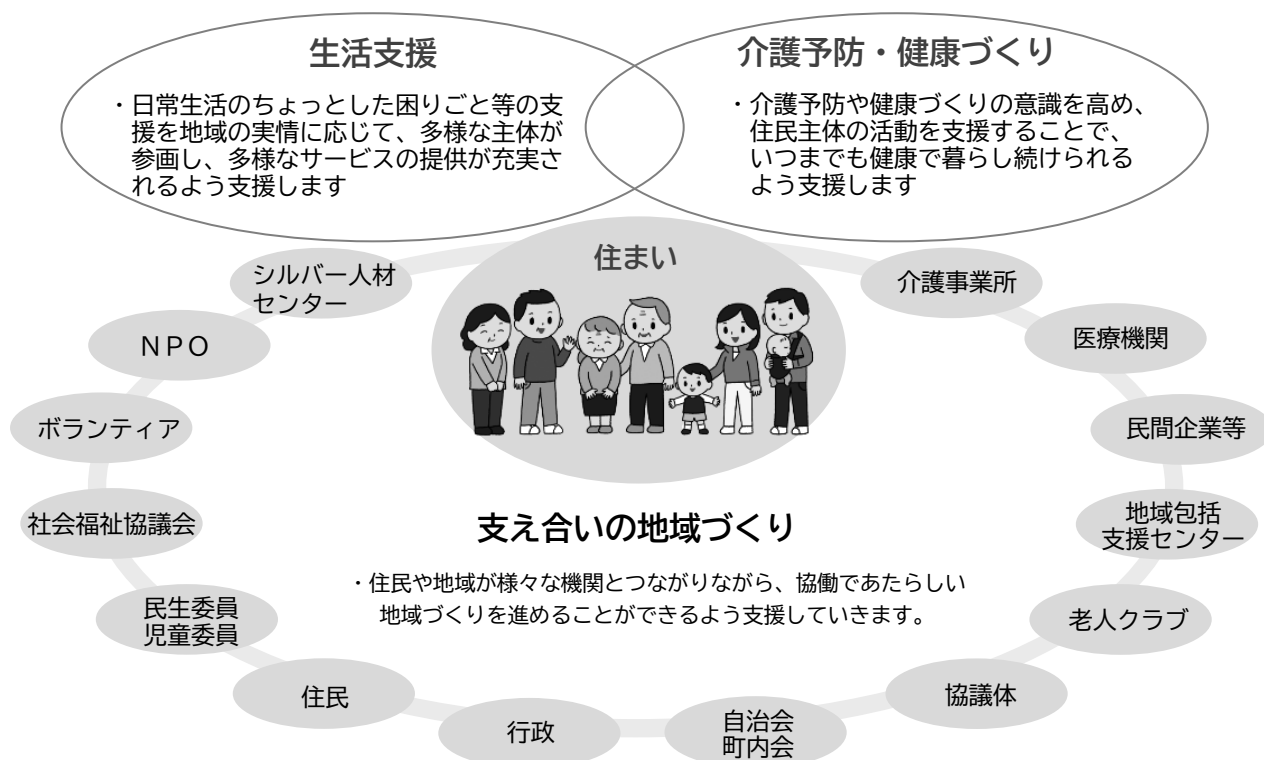 生活支援
・日常生活のちょっとした困りごと等の支
援を地域の実情に応じて、多様な主体が
参画し、多様なサービスの提供が充実さ
れるよう支援します
介護予防・健康づくり
・介護予防や健康づくりの意識を高め、
住民主体の活動を支援することで、
いつまでも健康で暮らし続けられる
よう支援します
住まい
シルバー人材
センター
介護事業所
NPO
医療機関
ボランティア
民間企業等
社会福祉協議会
地域包括
支援センター
支え合いの地域づくり
・住民や地域が様々な機関とつながりながら、協働であたらしい
地域づくりを進めることができるよう支援していきます。
民生委員
児童委員
老人クラブ
住民
協議体
行政
自治会
町内会